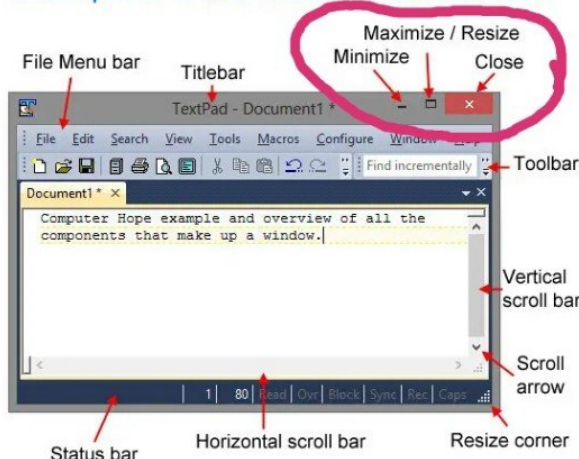 Maximize / Resize
Minimize
Close
File Menu bar
Titlebar
TextPad - Document1 *
File Edit Search View Tools Macros Configure Window Help
Find incrementally
Toolbar
Document1 * ×
Computer Hope example and overview of all the
components that make up a window.
Vertical
scroll bar
Scroll
arrow
1 80 Read Ovr Block Sync Rec Caps
Status bar
Horizontal scroll bar
Resize corner